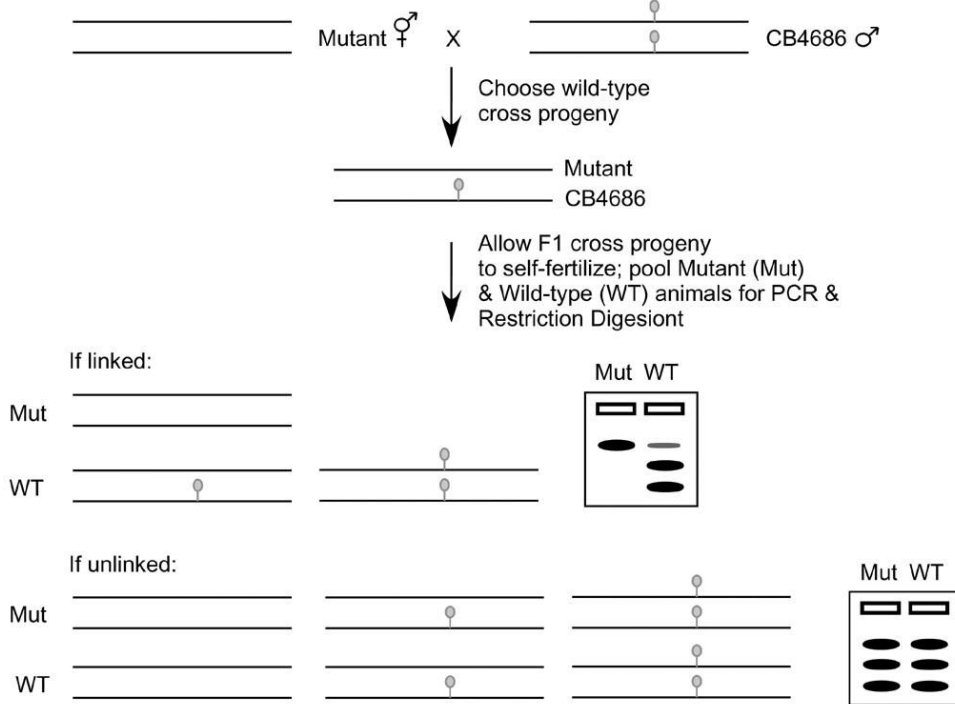 Mutant ⚥ X CB4686 ♂
Choose wild-type
cross progeny
Mutant
CB4686
Allow F1 cross progeny
to self-fertilize; pool Mutant (Mut)
& Wild-type (WT) animals for PCR &
Restriction Digesiont
If linked:
Mut WT
Mut
WT
If unlinked:
Mut WT
Mut
WT